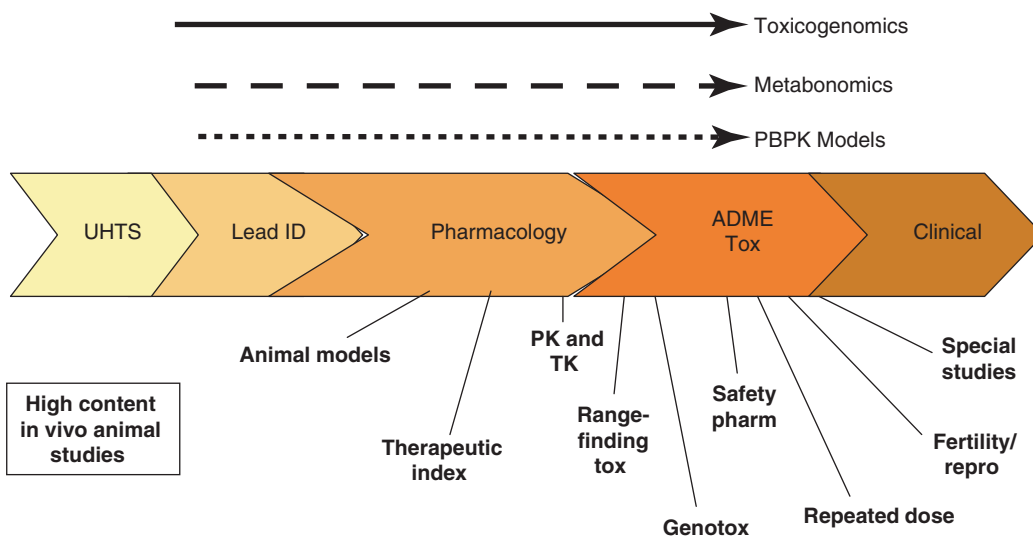 Toxicogenomics
Metabonomics
PBPK Models
UHTS
Lead ID
Pharmacology
ADME
Tox
Clinical
Animal models
PK and
TK
Special
studies
High content
in vivo animal
studies
Therapeutic
index
Range-
finding
tox
Safety
pharm
Fertility/
repro
Genotox
Repeated dose